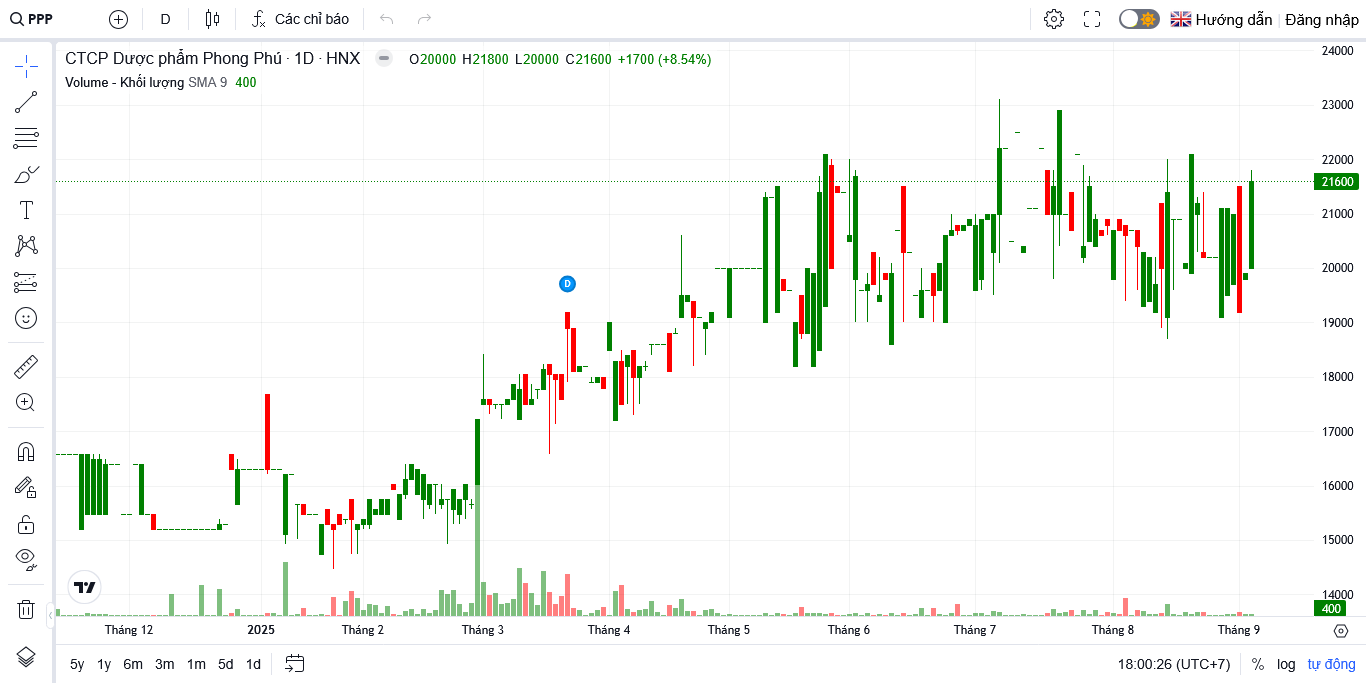 PPP D Các chỉ báo Hướng dẫn Đăng nhập
CTCP Dược phẩm Phong Phú · 1D · HNX O20000 H21800 L20000 C21600 +1700 (+8.54%)
Volume - Khối lượng SMA 9 400
24000
23000
22000
21600
21000
20000
D
19000
18000
17000
16000
15000
14000
400
Tháng 12 2025 Tháng 2 Tháng 3 Tháng 4 Tháng 5 Tháng 6 Tháng 7 Tháng 8 Tháng 9
5y 1y 6m 3m 1m 5d 1d 18:00:26 (UTC+7) % log tự động